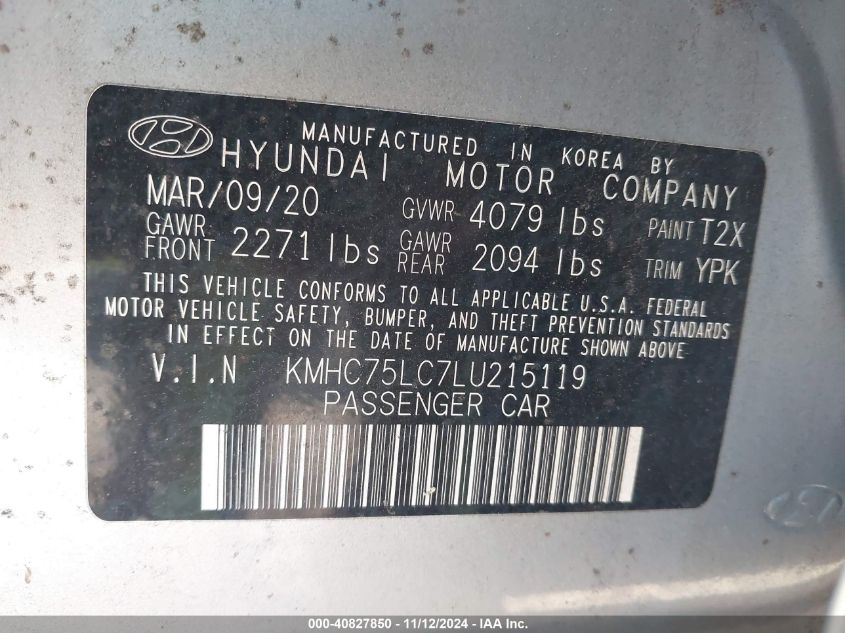 MANUFACTURED IN KOREA BY
HYUNDAI MOTOR COMPANY
MAR/09/20 GVWR 4079 lbs PAINT T2X
GAWR FRONT 2271 lbs GAWR REAR 2094 lbs TRIM YPK
THIS VEHICLE CONFORMS TO ALL APPLICABLE U.S.A. FEDERAL
MOTOR VEHICLE SAFETY, BUMPER, AND THEFT PREVENTION STANDARDS
IN EFFECT ON THE DATE OF MANUFACTURE SHOWN ABOVE.
V.I.N KMHC75LC7LU215119
PASSENGER CAR
000-40827850 - 11/12/2024 - IAA Inc.